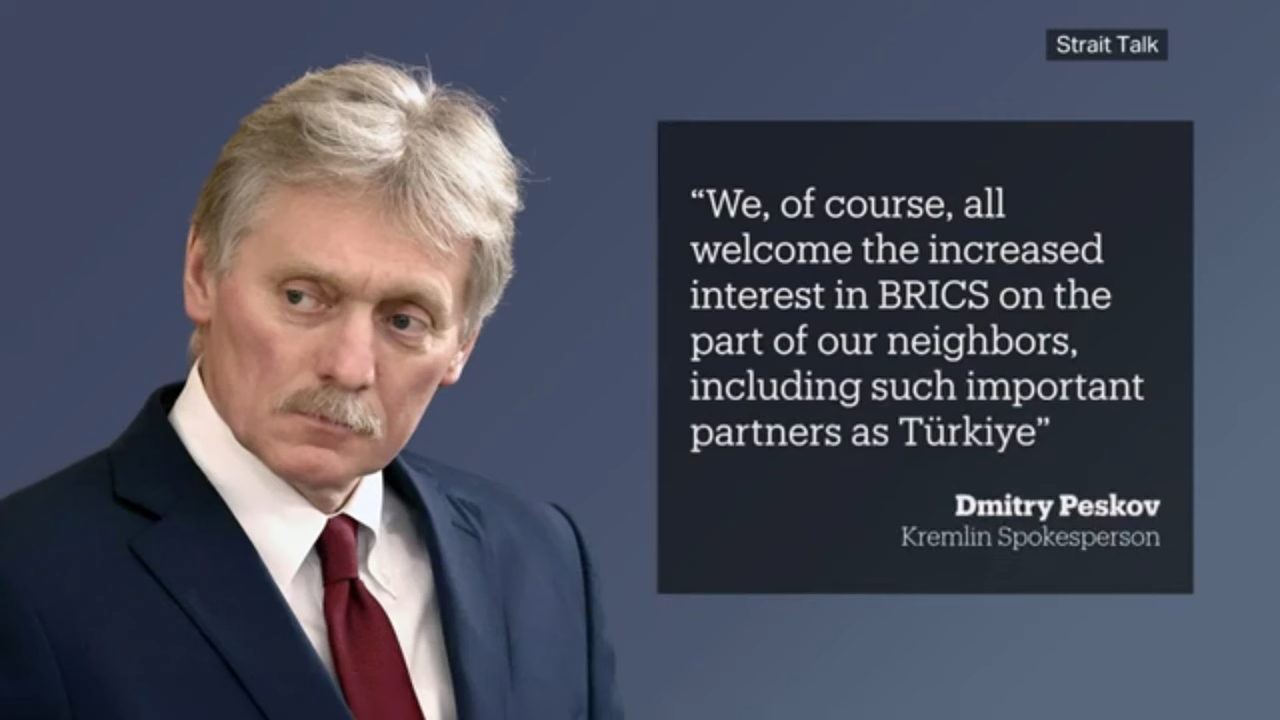 Strait Talk
“We, of course, all
welcome the increased
interest in BRICS on the
part of our neighbors,
including such important
partners as Türkiye”
Dmitry Peskov
Kremlin Spokesperson